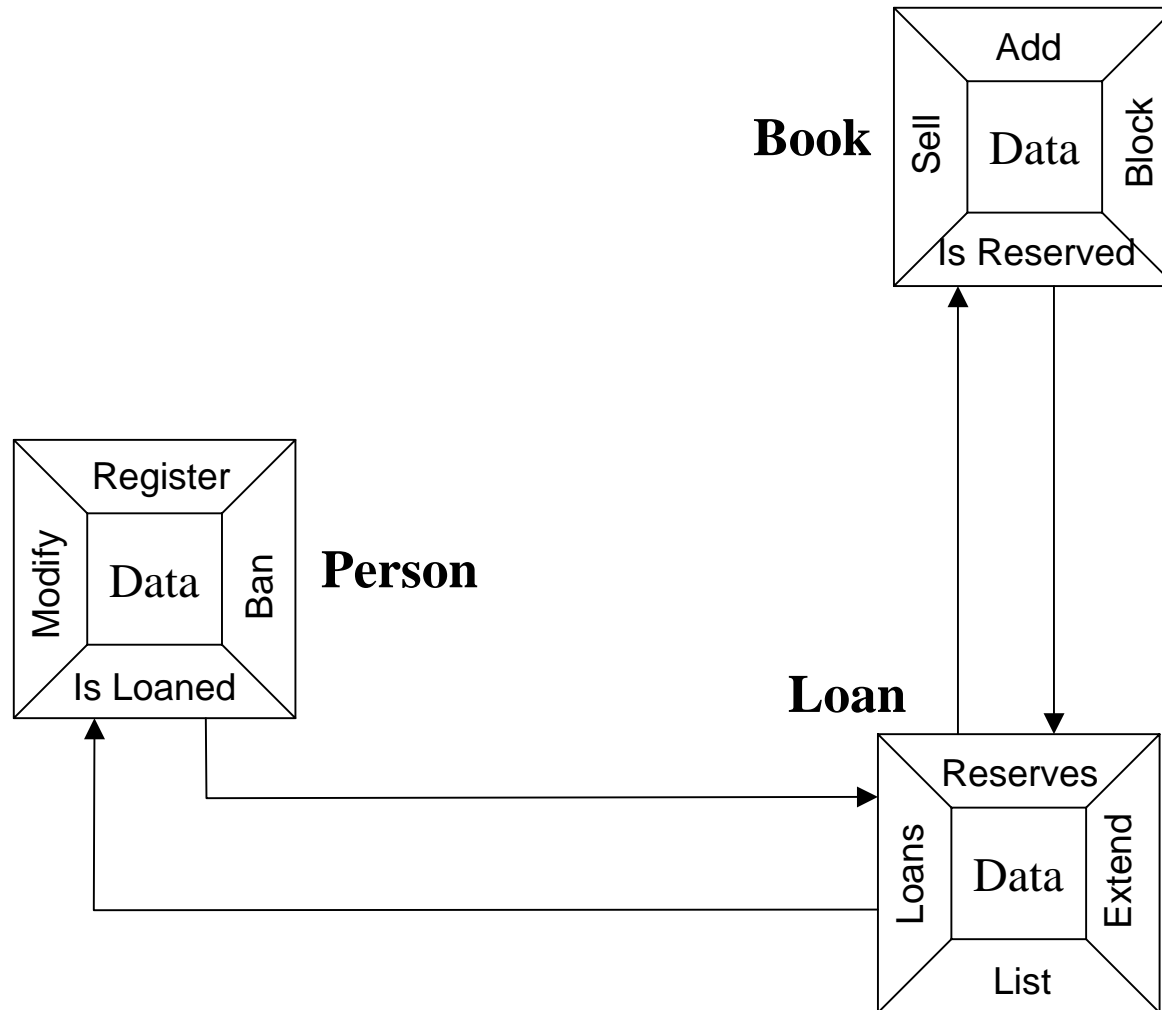 Add
Sell
Data
Block
Is Reserved
Book
Register
Modify
Data
Ban
Is Loaned
Person
Loan
Reserves
Loans
Data
Extend
List